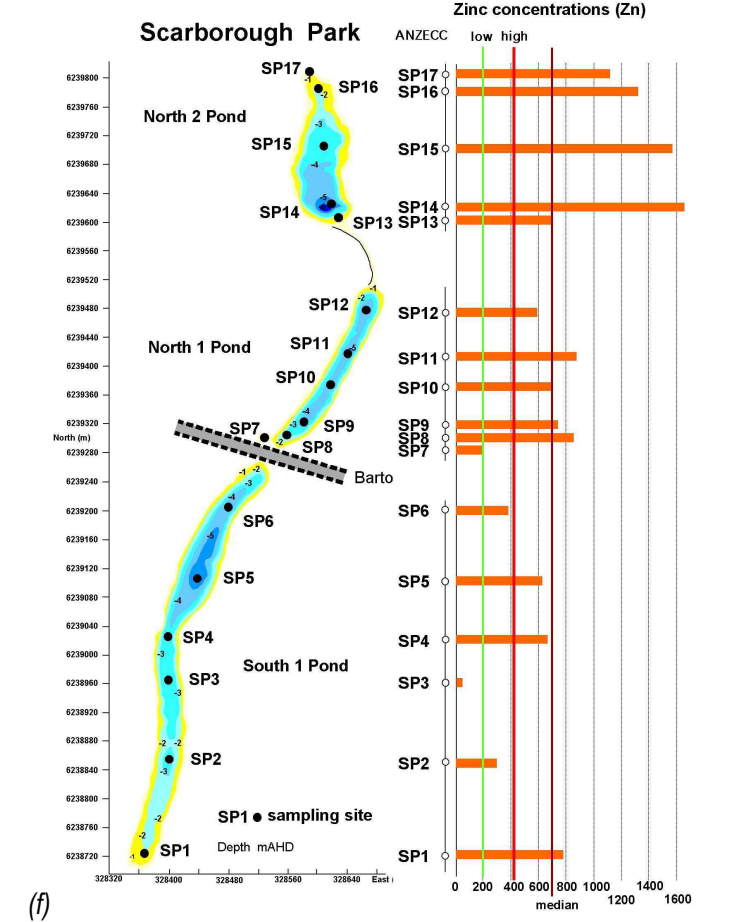 Zinc concentrations (Zn)
Scarborough Park
ANZECC low high
SP17
SP16
North 2 Pond
SP15
SP14
SP13
SP12
North 1 Pond
SP11
SP10
SP9
SP8
SP7
Barto
SP6
SP5
SP4
SP3
South 1 Pond
SP2
SP1
SP1 sampling site
Depth mAHD
-1
-2
-3
-4
-5
-1
-2
-5
-4
-3
-2
-1
-2
-3
-4
-5
-4
-3
-3
-2
-2
-3
-2
-2
-1
6239800
6239760
6239720
6239680
6239640
6239600
6239560
6239520
6239480
6239440
6239400
6239360
6239320
North (m)
6239280
6239240
6239200
6239160
6239120
6239080
6239040
6239000
6238960
6238920
6238880
6238840
6238800
6238760
6238720
328320 328400 328480 328560 328640 East (
SP17
SP16
SP15
SP14
SP13
SP12
SP11
SP10
SP9
SP8
SP7
SP6
SP5
SP4
SP3
SP2
SP1
0 200 400 600 800 1000 1200 1400 1600
median
(f)